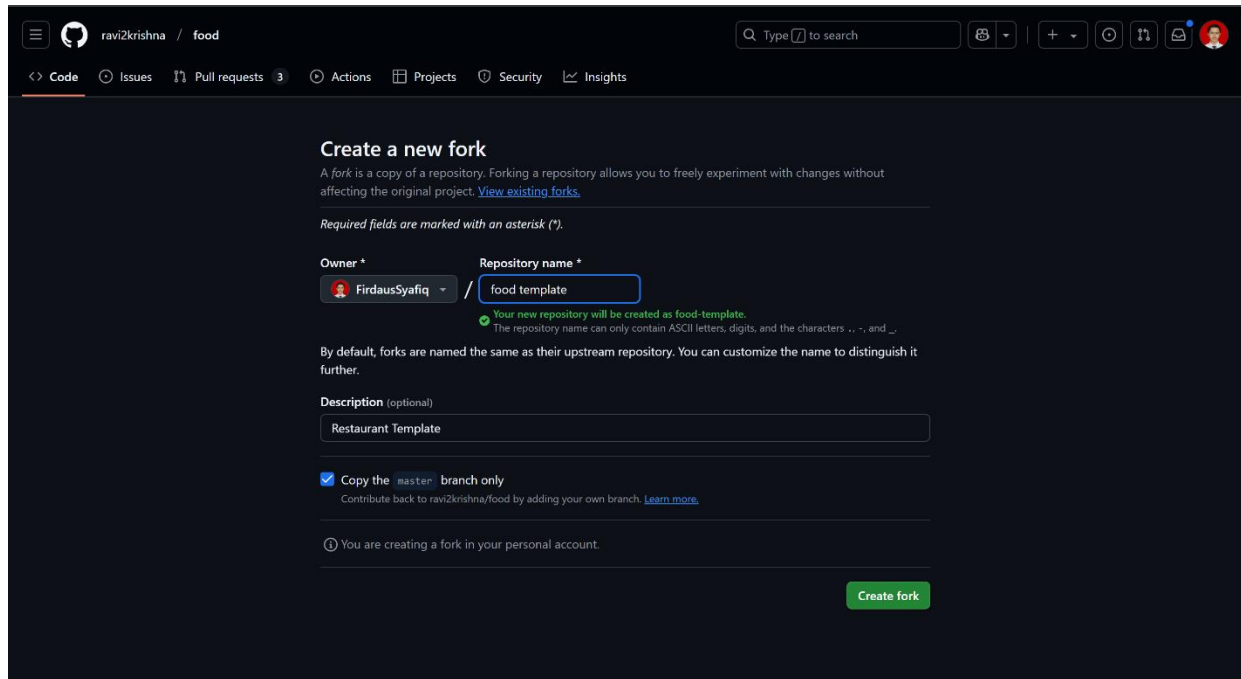 ravi2krishna / food
Type / to search
Code Issues Pull requests 3 Actions Projects Security Insights
Create a new fork
A fork is a copy of a repository. Forking a repository allows you to freely experiment with changes without
affecting the original project. View existing forks.
Required fields are marked with an asterisk (*).
Owner * Repository name *
FirdausSyafiq / food template
Your new repository will be created as food-template.
The repository name can only contain ASCII letters, digits, and the characters ., -, and _.
By default, forks are named the same as their upstream repository. You can customize the name to distinguish it
further.
Description (optional)
Restaurant Template
Copy the master branch only
Contribute back to ravi2krishna/food by adding your own branch. Learn more.
You are creating a fork in your personal account.
Create fork